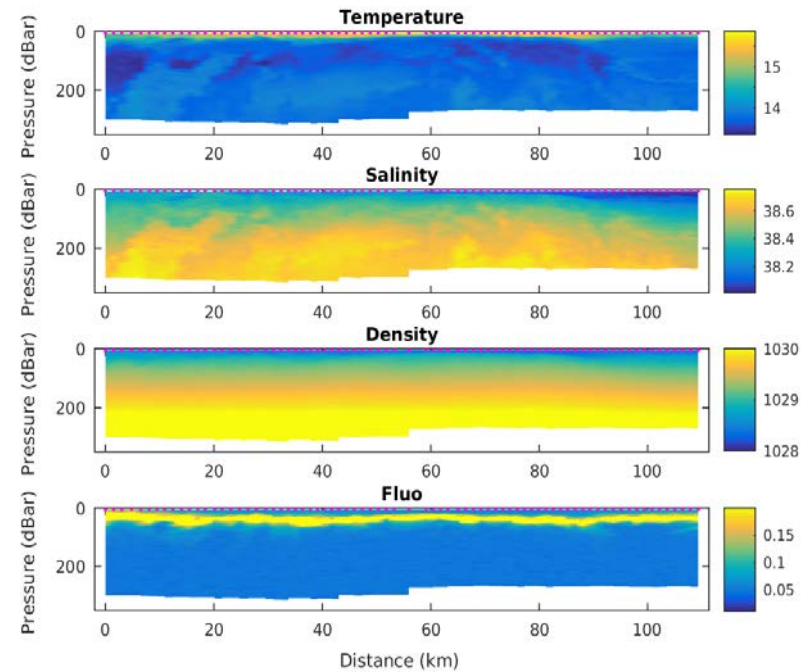 Temperature
Pressure (dBar)
0
200
0 20 40 60 80 100
15
14
Salinity
Pressure (dBar)
0
200
0 20 40 60 80 100
38.6
38.4
38.2
Density
Pressure (dBar)
0
200
0 20 40 60 80 100
1030
1029
1028
Fluo
Pressure (dBar)
0
200
0 20 40 60 80 100
0.15
0.1
0.05
Distance (km)